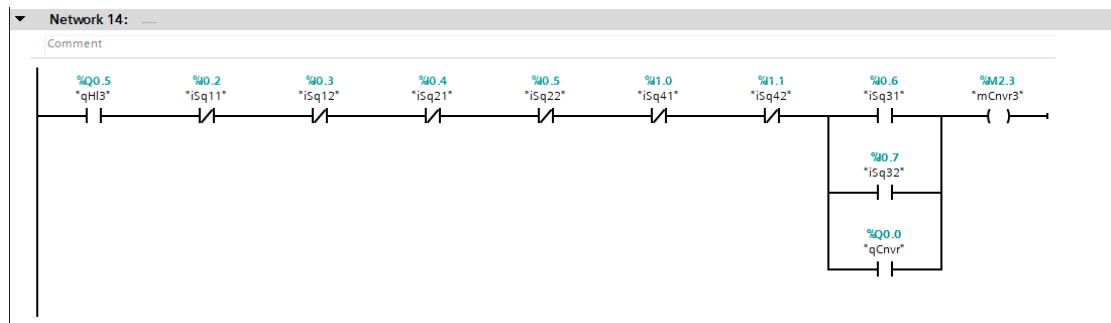 Network 14: .....
Comment
%Q0.5 %I0.2 %I0.3 %I0.4 %I0.5 %I1.0 %I1.1 %I0.6 %M2.3
"qHl3" "iSq11" "iSq12" "iSq21" "iSq22" "iSq41" "iSq42" "iSq31" "mCnvr3"
%I0.7
"iSq32"
%Q0.0
"qCnvr"